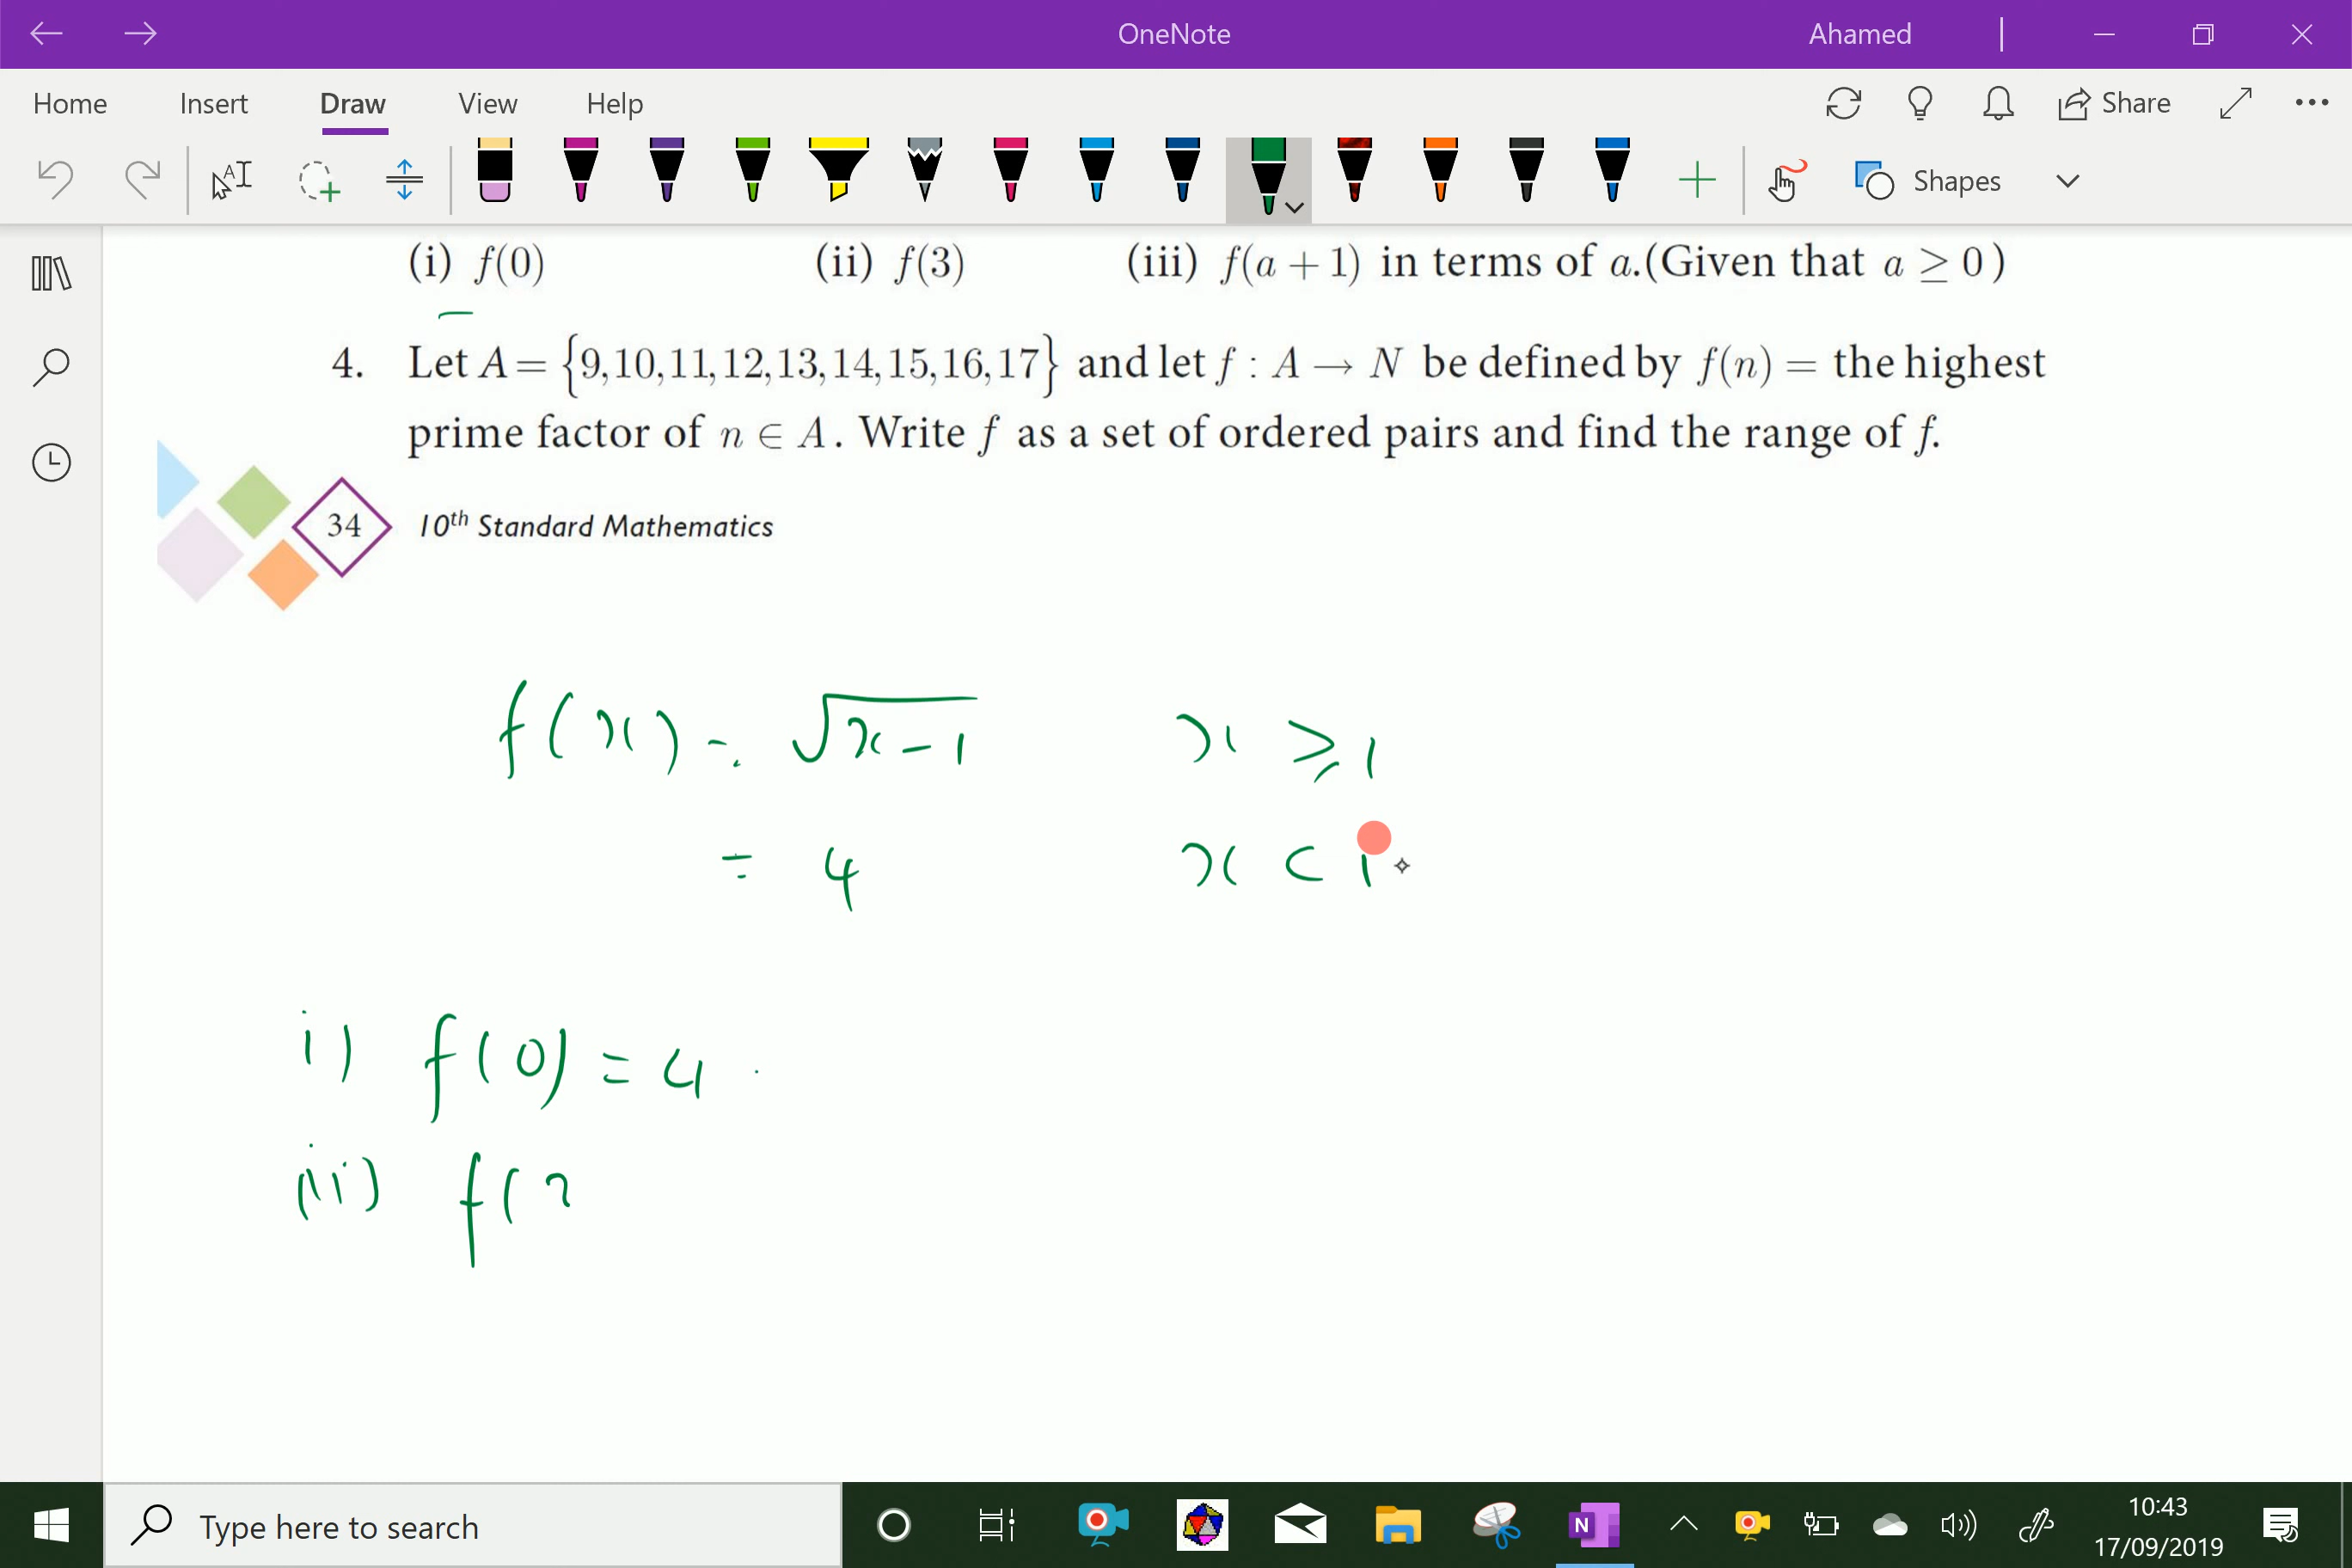 OneNote
Ahamed
Home Insert Draw View Help
Share
Shapes
(i) f(0) (ii) f(3) (iii) f(a + 1) in terms of a.(Given that a ≥ 0)
4. Let A = {9,10,11,12,13,14,15,16,17} and let f : A → N be defined by f(n) = the highest
prime factor of n ∈ A. Write f as a set of ordered pairs and find the range of f.
34 10th Standard Mathematics
f(x) = √x-1 x ≥ 1
= 4 x < 1
i) f(0) = 4
(ii) f(
Type here to search
N
10:43
17/09/2019